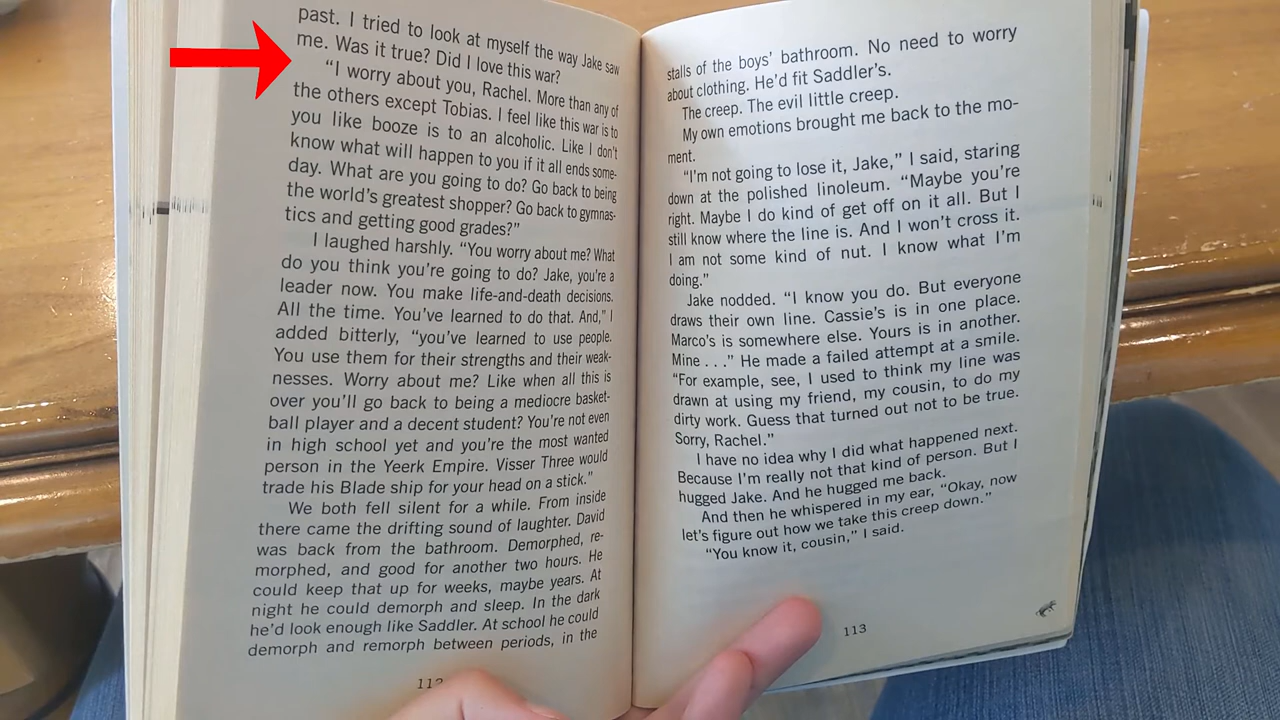 past. I tried to look at myself the way Jake saw
me. Was it true? Did I love this war?
“I worry about you, Rachel. More than any of
the others except Tobias. I feel like this war is to
you like booze is to an alcoholic. Like I don’t
know what will happen to you if it all ends some-
day. What are you going to do? Go back to being
the world’s greatest shopper? Go back to gymnas-
tics and getting good grades?”
I laughed harshly. “You worry about me? What
do you think you’re going to do? Jake, you’re a
leader now. You make life-and-death decisions.
All the time. You’ve learned to do that. And,” I
added bitterly, “you’ve learned to use people.
You use them for their strengths and their weak-
nesses. Worry about me? Like when all this is
over you’ll go back to being a mediocre basket-
ball player and a decent student? You’re not even
in high school yet and you’re the most wanted
person in the Yeerk Empire. Visser Three would
trade his Blade ship for your head on a stick.”
We both fell silent for a while. From inside
there came the drifting sound of laughter. David
was back from the bathroom. Demorphed, re-
morphed, and good for another two hours. He
could keep that up for weeks, maybe years. At
night he could demorph and sleep. In the dark
he’d look enough like Saddler. At school he could
demorph and remorph between periods, in the
112
stalls of the boys’ bathroom. No need to worry
about clothing. He’d fit Saddler’s.
The creep. The evil little creep.
My own emotions brought me back to the mo-
ment.
“I’m not going to lose it, Jake,” I said, staring
down at the polished linoleum. “Maybe you’re
right. Maybe I do kind of get off on it all. But I
still know where the line is. And I won’t cross it.
I am not some kind of nut. I know what I’m
doing.”
Jake nodded. “I know you do. But everyone
draws their own line. Cassie’s is in one place.
Marco’s is somewhere else. Yours is in another.
Mine . . .” He made a failed attempt at a smile.
“For example, see, I used to think my line was
drawn at using my friend, my cousin, to do my
dirty work. Guess that turned out not to be true.
Sorry, Rachel.”
I have no idea why I did what happened next.
Because I’m really not that kind of person. But I
hugged Jake. And he hugged me back.
And then he whispered in my ear, “Okay, now
let’s figure out how we take this creep down.”
“You know it, cousin,” I said.
113